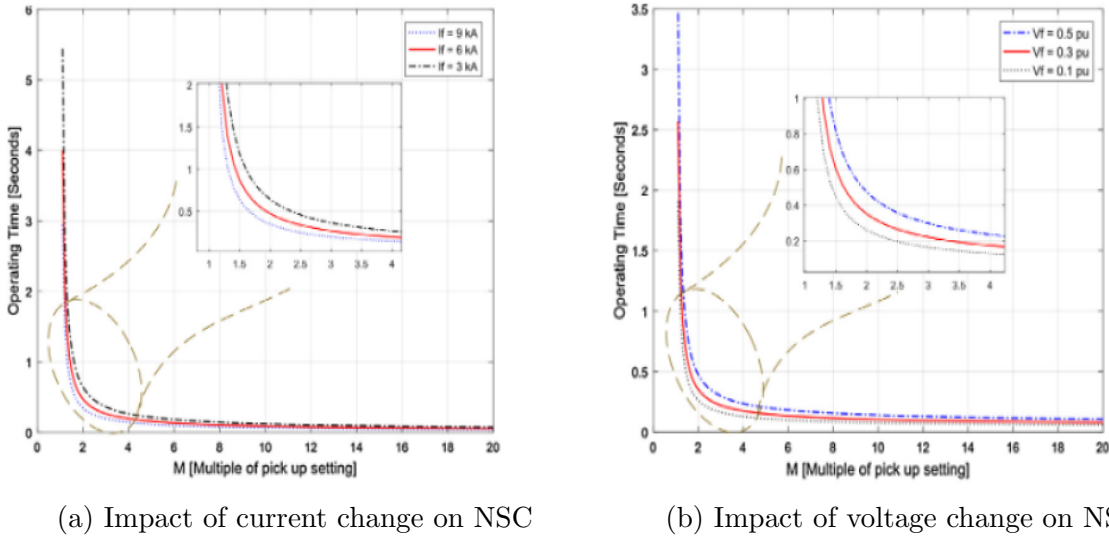 6
5
4
3
2
1
0
Operating Time [Seconds]
If = 9 kA
If = 6 kA
If = 3 kA
2
1.5
1
0.5
1 1.5 2 2.5 3 3.5 4
0 2 4 6 8 10 12 14 16 18 20
M [Multiple of pick up setting]
(a) Impact of current change on NSC
3.5
3
2.5
2
1.5
1
0.5
0
Operating Time [Seconds]
Vf = 0.5 pu
Vf = 0.3 pu
Vf = 0.1 pu
1
0.8
0.6
0.4
0.2
1 1.5 2 2.5 3 3.5 4
0 2 4 6 8 10 12 14 16 18 20
M [Multiple of pick up setting]
(b) Impact of voltage change on